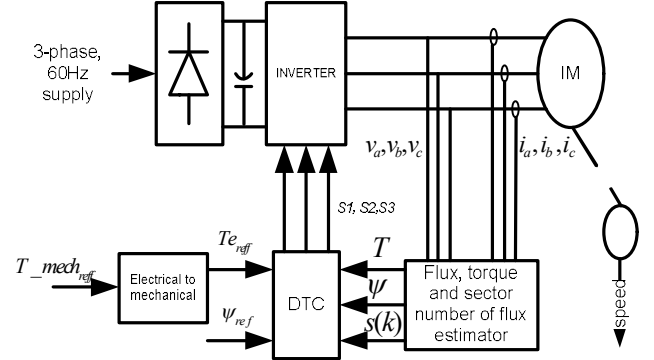 3-phase,
60Hz
supply
INVERTER
IM
v_a,v_b,v_c
i_a,i_b,i_c
S1, S2,S3
T_mech_reff
Electrical to
mechanical
Te_reff
ψ_ref
DTC
T
ψ
s(k)
Flux, torque
and sector
number of flux
estimator
speed